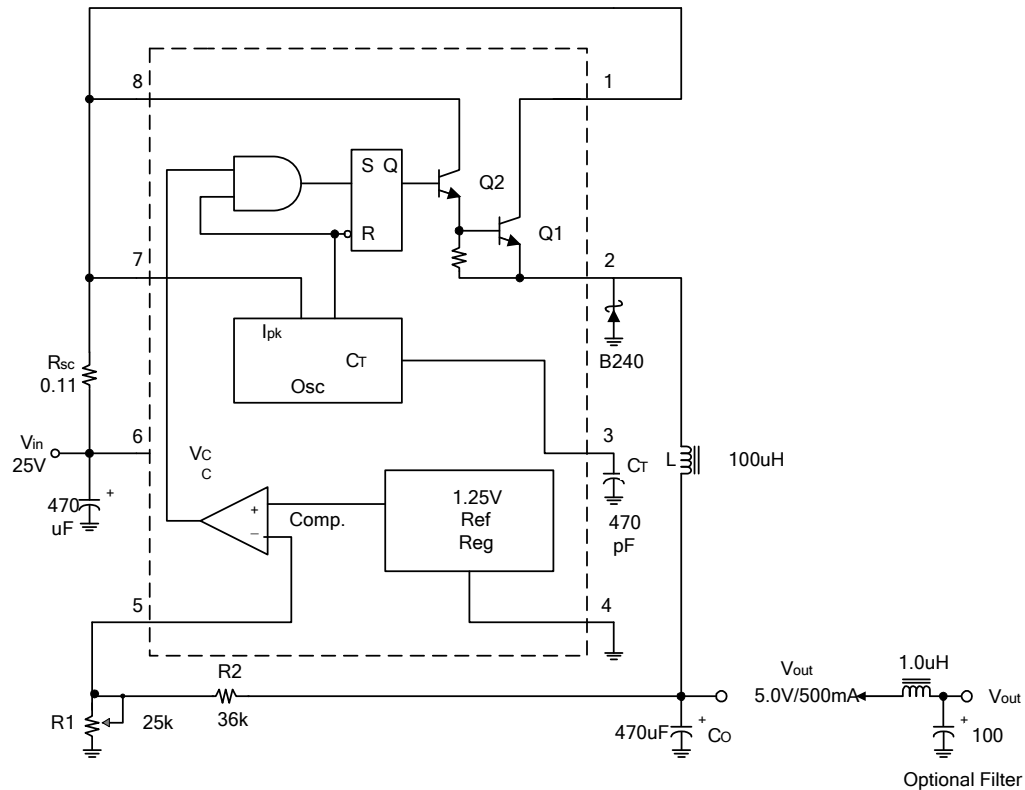 8
1
S Q
Q2
R
Q1
7
2
Ipk
CT
Osc
B240
Rsc
0.11
Vin
25V
6
VC
C
3
CT
L
100uH
470
uF
+
+
_
Comp.
1.25V
Ref
Reg
470
pF
5
4
R2
36k
R1
25k
470uF
+
CO
Vout
5.0V/500mA
1.0uH
Vout
+
100
Optional Filter